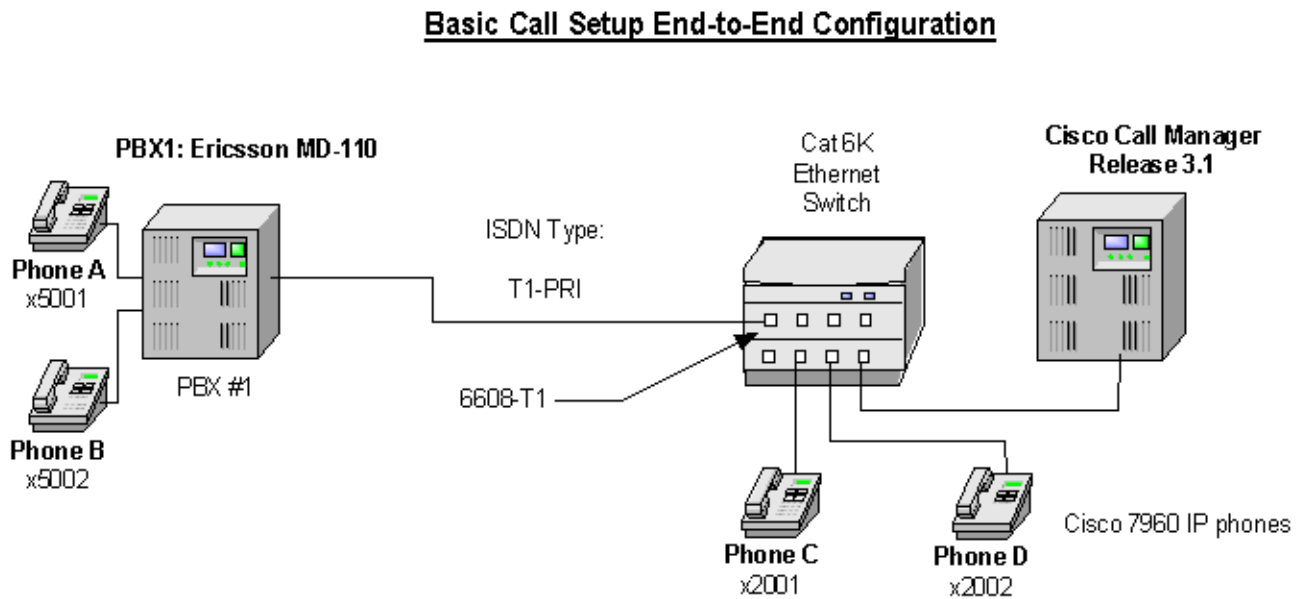 Basic Call Setup End-to-End Configuration
PBX1: Ericsson MD-110
Cat 6K
Ethernet
Switch
Cisco Call Manager
Release 3.1
ISDN Type:
T1-PRI
Phone A
x5001
PBX #1
6608-T1
Phone B
x5002
Phone C
x2001
Phone D
x2002
Cisco 7960 IP phones